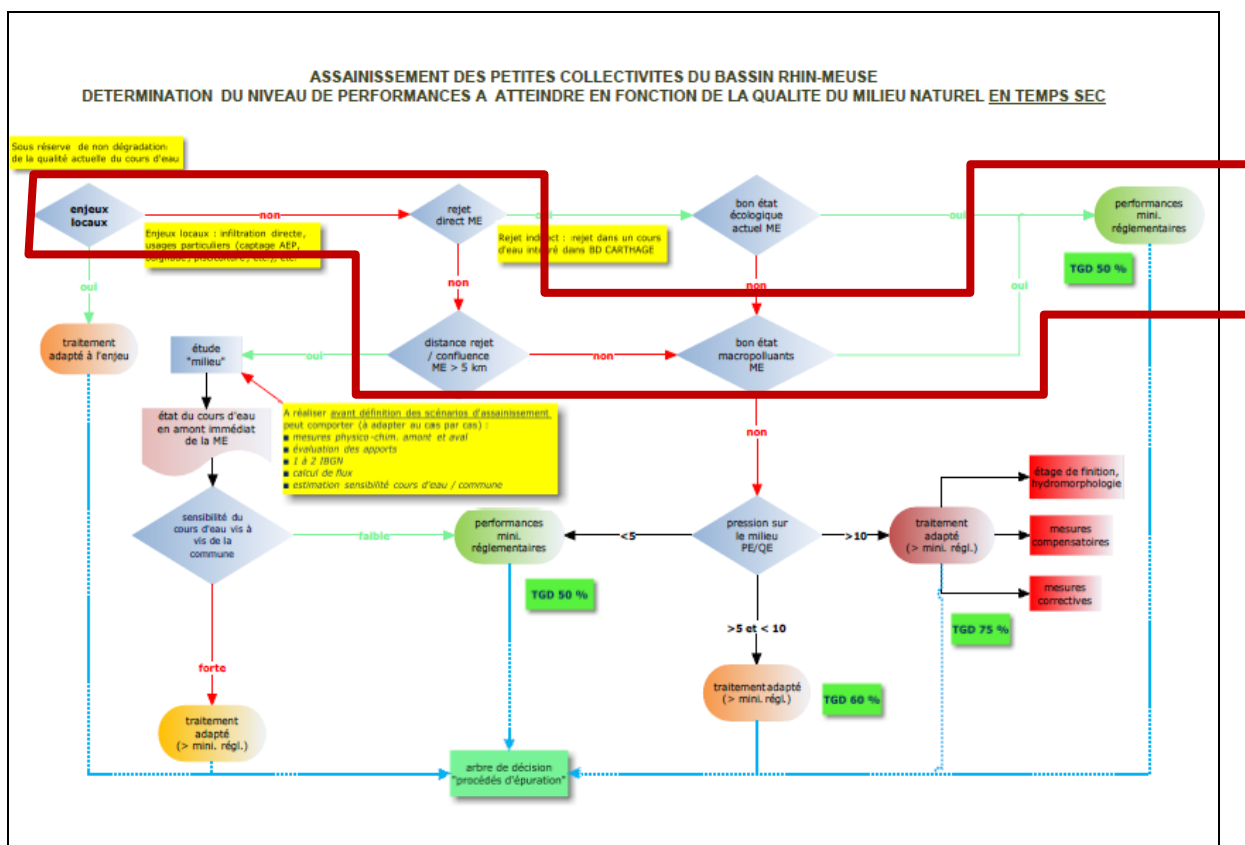 ASSAINISSEMENT DES PETITES COLLECTIVITES DU BASSIN RHIN-MEUSE
DETERMINATION DU NIVEAU DE PERFORMANCES A ATTEINDRE EN FONCTION DE LA QUALITE DU MILIEU NATUREL EN TEMPS SEC
Sous réserve de non dégradation
de la qualité actuelle du cours d'eau
enjeux
locaux
non
Enjeux locaux : infiltration directe,
usages particuliers (captage AEP,
baignade, pisciculture, etc.), etc.
rejet
direct ME
oui
Rejet indirect : rejet dans un cours
d'eau intégré dans BD CARTHAGE
bon état
écologique
actuel ME
oui
performances
mini.
réglementaires
TGD 50 %
oui
non
non
oui
traitement
adapté à l'enjeu
étude
"milieu"
oui
distance rejet
/ confluence
ME > 5 km
non
bon état
macropolluants
ME
état du cours d'eau
en amont immédiat
de la ME
A réaliser avant définition des scénarios d'assainissement
peut comporter (à adapter au cas par cas) :
■ mesures physico-chim. amont et aval
■ évaluation des apports
■ 1 à 2 IBGN
■ calcul de flux
■ estimation sensibilité cours d'eau / commune
non
étage de finition,
hydromorphologie
sensibilité du
cours d'eau vis à
vis de la
commune
faible
performances
mini.
réglementaires
<5
pression sur
le milieu
PE/QE
>10
traitement
adapté
(> mini. régl.)
mesures
compensatoires
mesures
correctives
TGD 50 %
TGD 75 %
>5 et < 10
forte
traitement adapté
(> mini. régl.)
TGD 60 %
traitement
adapté
(> mini. régl.)
arbre de décision
"procédés d'épuration"